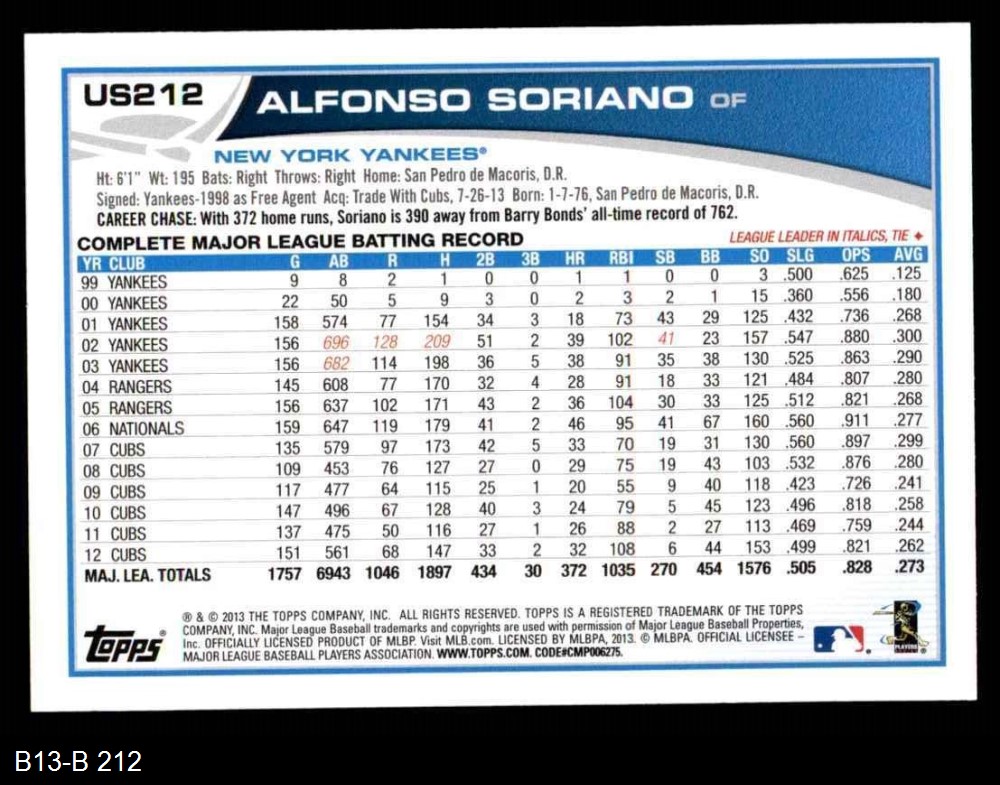 US212
ALFONSO SORIANO OF
NEW YORK YANKEES®
Ht: 6'1" Wt: 195 Bats: Right Throws: Right Home: San Pedro de Macoris, D.R.
Signed: Yankees-1998 as Free Agent Acq: Trade With Cubs, 7-26-13 Born: 1-7-76, San Pedro de Macoris, D.R.
CAREER CHASE: With 372 home runs, Soriano is 390 away from Barry Bonds' all-time record of 762.
COMPLETE MAJOR LEAGUE BATTING RECORD LEAGUE LEADER IN ITALICS, TIE ✦
YR CLUB G AB R H 2B 3B HR RBI SB BB SO SLG OPS AVG
99 YANKEES 9 8 2 1 0 0 1 1 0 0 3 .500 .625 .125
00 YANKEES 22 50 5 9 3 0 2 3 2 1 15 .360 .556 .180
01 YANKEES 158 574 77 154 34 3 18 73 43 29 125 .432 .736 .268
02 YANKEES 156 696 128 209 51 2 39 102 41 23 157 .547 .880 .300
03 YANKEES 156 682 114 198 36 5 38 91 35 38 130 .525 .863 .290
04 RANGERS 145 608 77 170 32 4 28 91 18 33 121 .484 .807 .280
05 RANGERS 156 637 102 171 43 2 36 104 30 33 125 .512 .821 .268
06 NATIONALS 159 647 119 179 41 2 46 95 41 67 160 .560 .911 .277
07 CUBS 135 579 97 173 42 5 33 70 19 31 130 .560 .897 .299
08 CUBS 109 453 76 127 27 0 29 75 19 43 103 .532 .876 .280
09 CUBS 117 477 64 115 25 1 20 55 9 40 118 .423 .726 .241
10 CUBS 147 496 67 128 40 3 24 79 5 45 123 .496 .818 .258
11 CUBS 137 475 50 116 27 1 26 88 2 27 113 .469 .759 .244
12 CUBS 151 561 68 147 33 2 32 108 6 44 153 .499 .821 .262
MAJ. LEA. TOTALS 1757 6943 1046 1897 434 30 372 1035 270 454 1576 .505 .828 .273
® & © 2013 THE TOPPS COMPANY, INC. ALL RIGHTS RESERVED. TOPPS IS A REGISTERED TRADEMARK OF THE TOPPS
COMPANY, INC. Major League Baseball trademarks and copyrights are used with permission of Major League Baseball Properties,
Inc. OFFICIALLY LICENSED PRODUCT OF MLBP. Visit MLB.com. LICENSED BY MLBPA, 2013. © MLBPA. OFFICIAL LICENSEE –
MAJOR LEAGUE BASEBALL PLAYERS ASSOCIATION. WWW.TOPPS.COM. CODE#CMP006275.
Topps
PLAYERS
B13-B 212